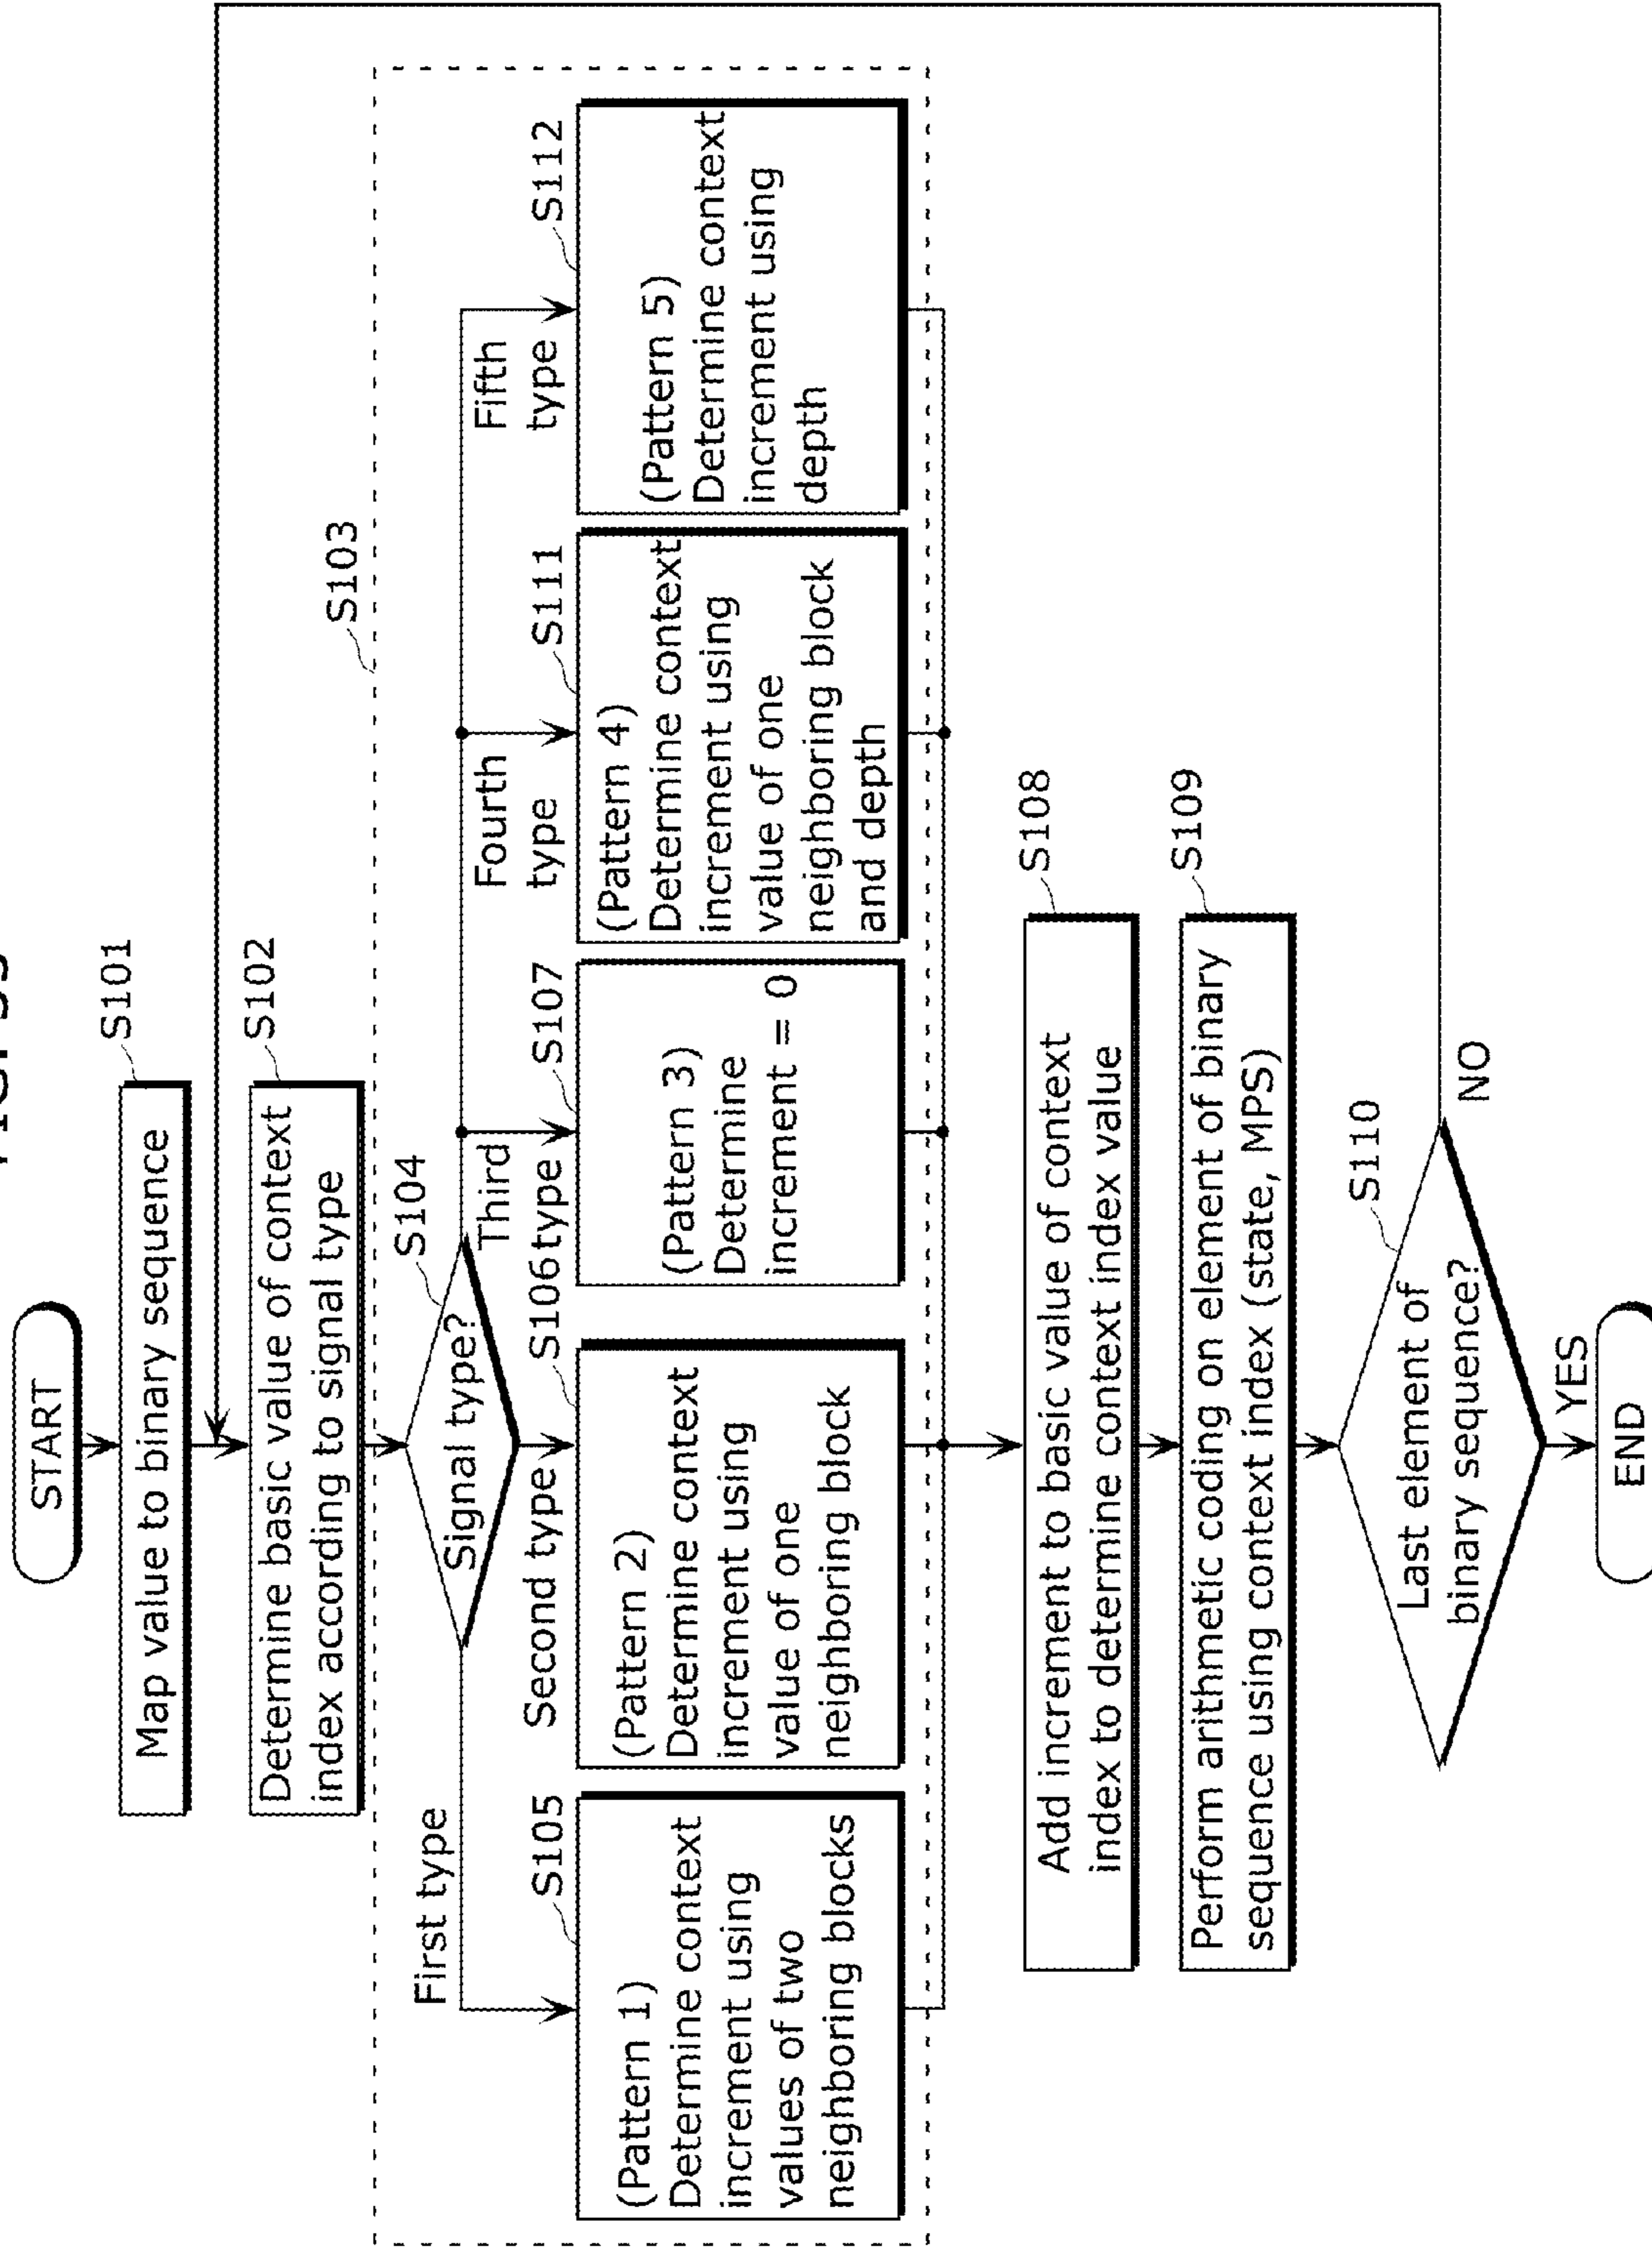 START
S101
Map value to binary sequence
S102
Determine basic value of context
index according to signal type
S103
S104
Signal type?
First type
Second type
Third
type
Fourth
type
Fifth
type
S105
(Pattern 1)
Determine context
increment using
values of two
neighboring blocks
S106
(Pattern 2)
Determine context
increment using
value of one
neighboring block
S107
(Pattern 3)
Determine
increment = 0
S111
(Pattern 4)
Determine context
increment using
value of one
neighboring block
and depth
S112
(Pattern 5)
Determine context
increment using
depth
S108
Add increment to basic value of context
index to determine context index value
S109
Perform arithmetic coding on element of binary
sequence using context index (state, MPS)
S110
Last element of
binary sequence?
NO
YES
END